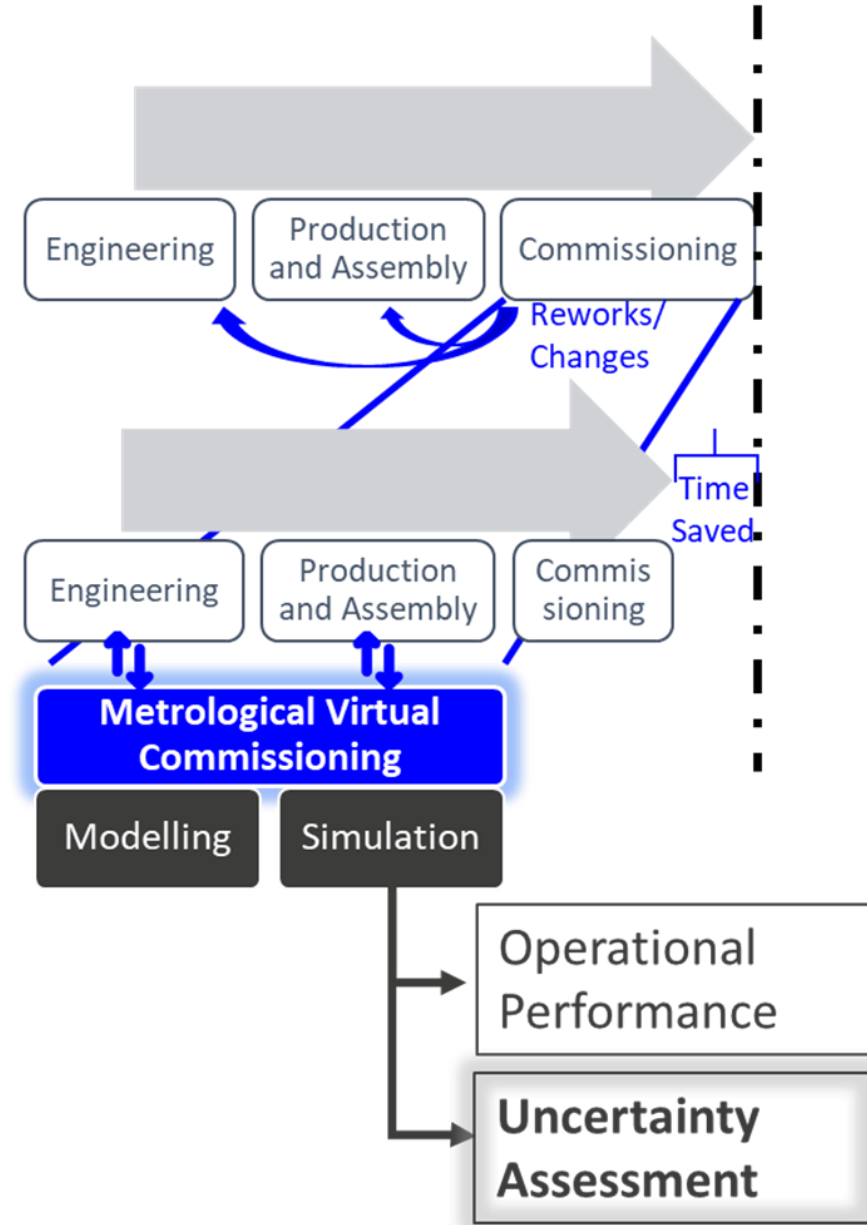 Engineering
Production
and Assembly
Commissioning
Reworks/
Changes
Time
Saved
Engineering
Production
and Assembly
Commis
sioning
Metrological Virtual
Commissioning
Modelling
Simulation
Operational
Performance
Uncertainty
Assessment